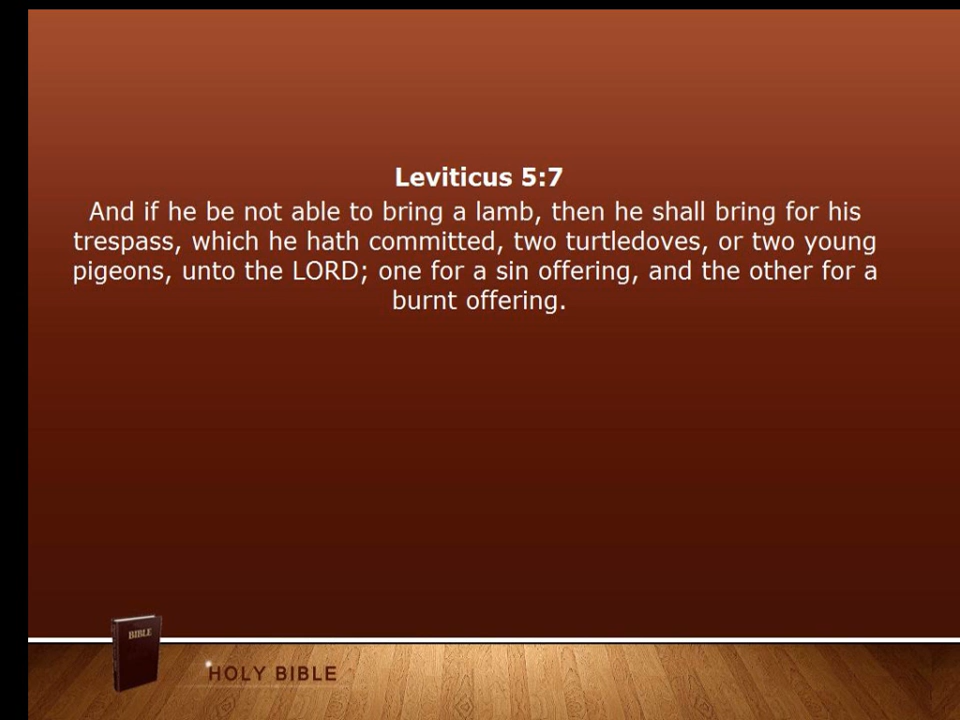 Leviticus 5:7
And if he be not able to bring a lamb, then he shall bring for his
trespass, which he hath committed, two turtledoves, or two young
pigeons, unto the LORD; one for a sin offering, and the other for a
burnt offering.
BIBLE
HOLY BIBLE